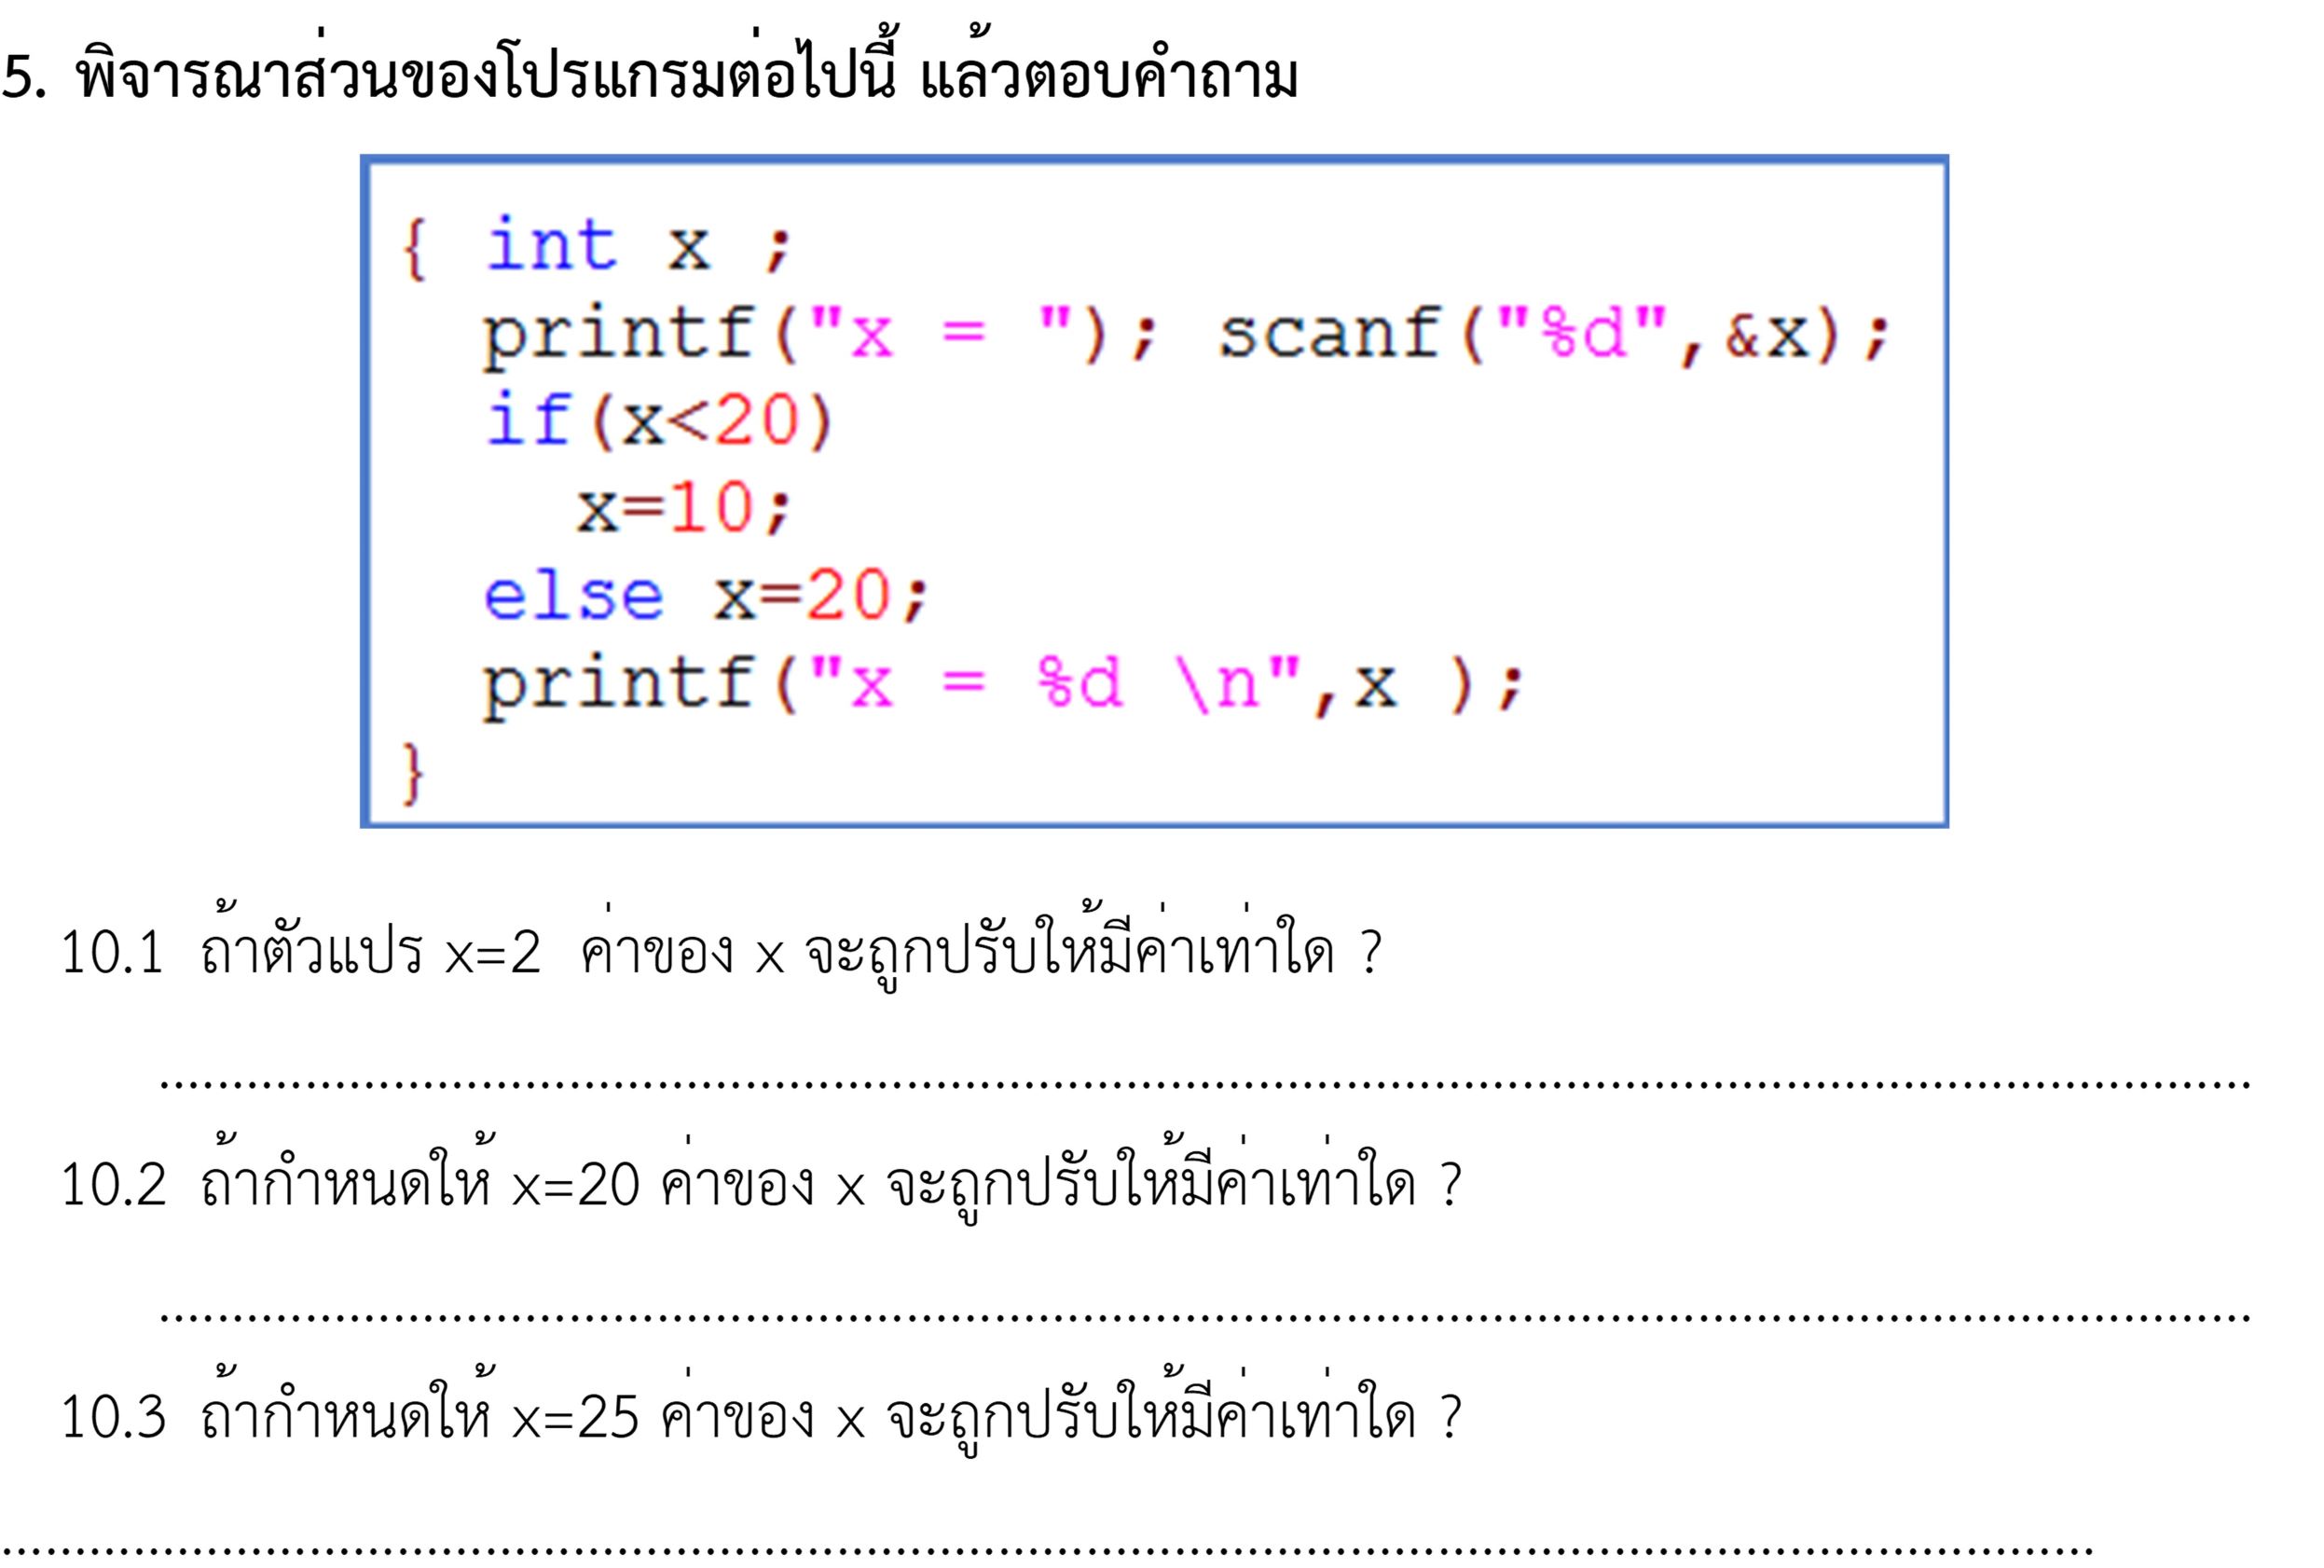 5. พิจารณาส่วนของโปรแกรมต่อไปนี้ แล้วตอบคำถาม
{ int x ;
printf("x = "); scanf("%d",&x);
if(x<20)
x=10;
else x=20;
printf("x = %d \n",x );
}
10.1 ถ้าตัวแปร x=2 ค่าของ x จะถูกปรับให้มีค่าเท่าใด ?
................................................................................
10.2 ถ้ากำหนดให้ x=20 ค่าของ x จะถูกปรับให้มีค่าเท่าใด ?
................................................................................
10.3 ถ้ากำหนดให้ x=25 ค่าของ x จะถูกปรับให้มีค่าเท่าใด ?
................................................................................